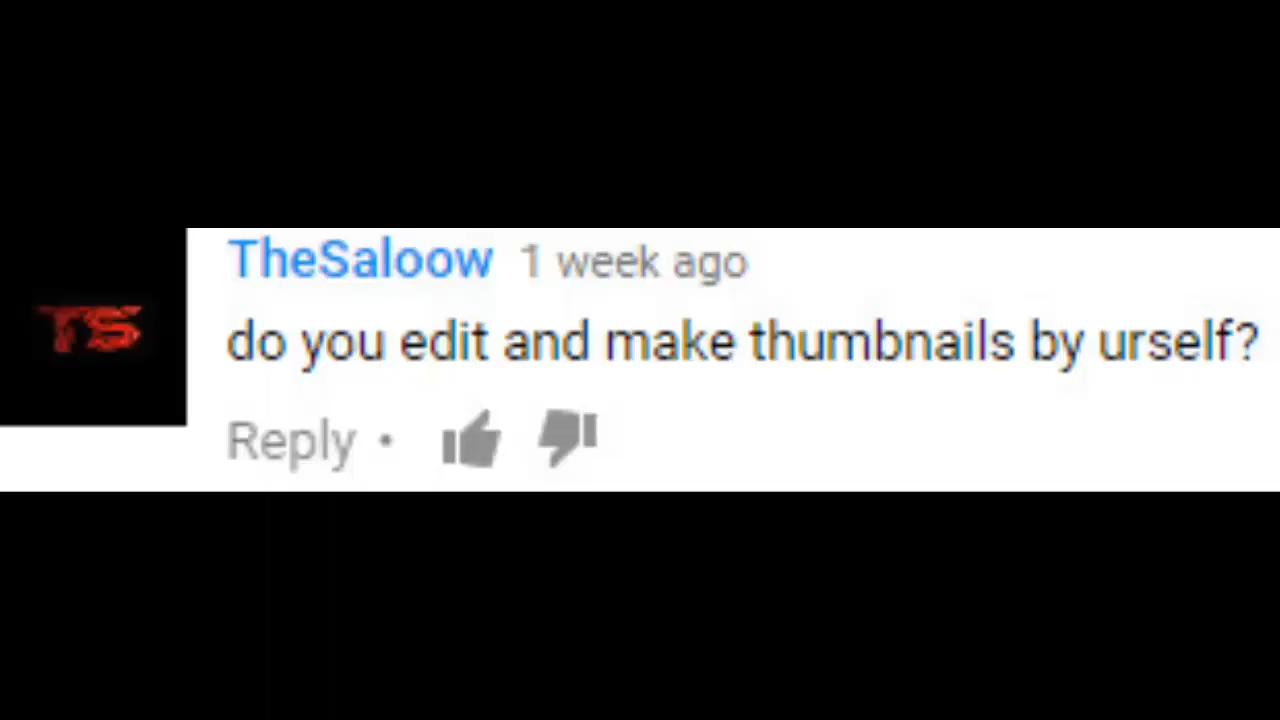 TheSaloow 1 week ago
TS
do you edit and make thumbnails by urself?
Reply •